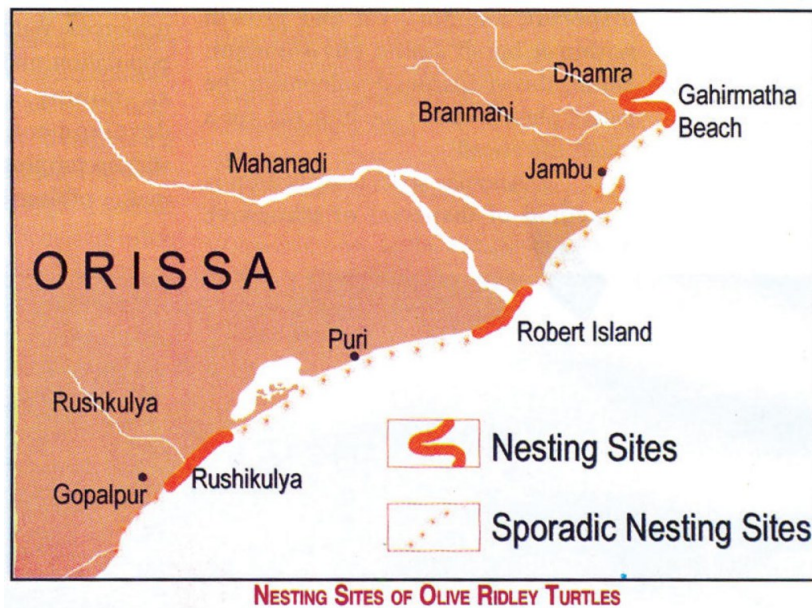 Dhamra
Gahirmatha
Beach
Branmani
Mahanadi
Jambu
ORISSA
Robert Island
Puri
Rushkulya
Nesting Sites
Rushikulya
Gopalpur
Sporadic Nesting Sites
NESTING SITES OF OLIVE RIDLEY TURTLES